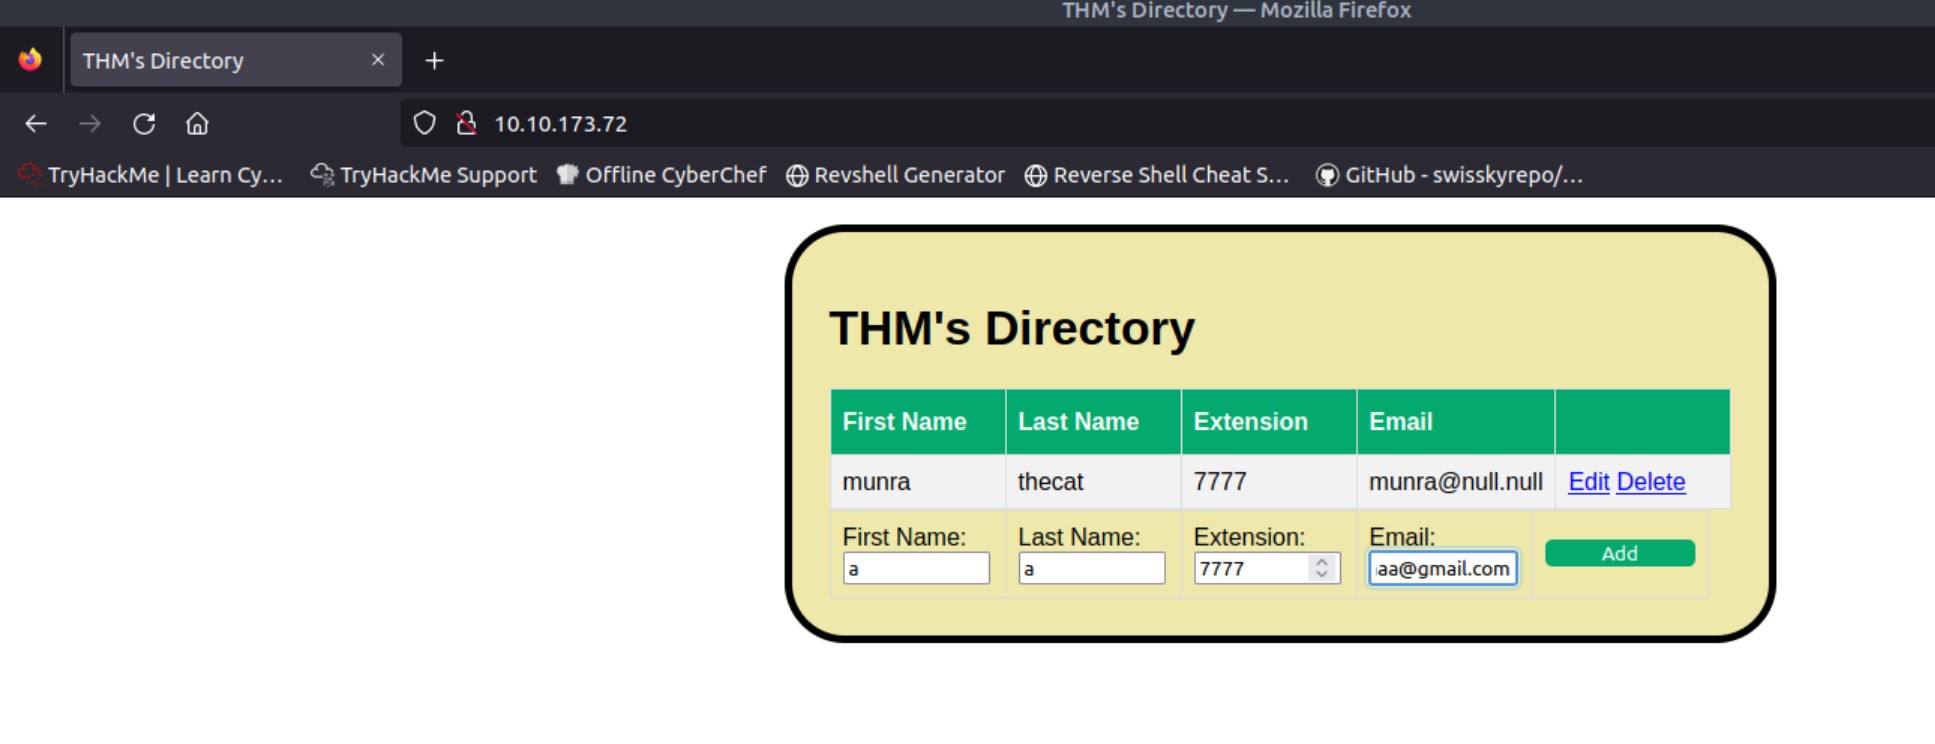 THM's Directory — Mozilla Firefox
THM's Directory
10.10.173.72
TryHackMe | Learn Cy... TryHackMe Support Offline CyberChef Revshell Generator Reverse Shell Cheat S... GitHub - swisskyrepo/...
THM's Directory
First Name Last Name Extension Email
munra thecat 7777 munra@null.null Edit Delete
First Name: Last Name: Extension: Email:
a a 7777 aa@gmail.com Add